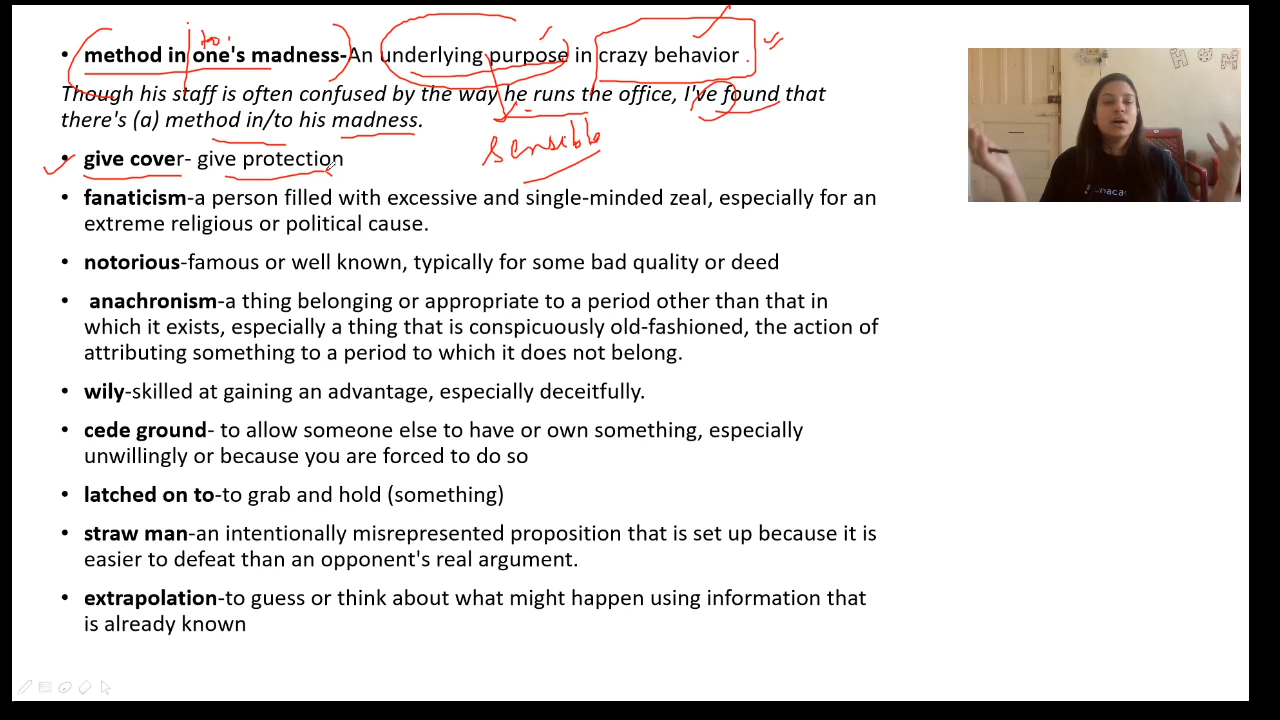 to
• method in one's madness-An underlying purpose in crazy behavior .
Though his staff is often confused by the way he runs the office, I've found that
there's (a) method in/to his madness.
sensible
• give cover- give protection
• fanaticism-a person filled with excessive and single-minded zeal, especially for an
extreme religious or political cause.
• notorious-famous or well known, typically for some bad quality or deed
• anachronism-a thing belonging or appropriate to a period other than that in
which it exists, especially a thing that is conspicuously old-fashioned, the action of
attributing something to a period to which it does not belong.
• wily-skilled at gaining an advantage, especially deceitfully.
• cede ground- to allow someone else to have or own something, especially
unwillingly or because you are forced to do so
• latched on to-to grab and hold (something)
• straw man-an intentionally misrepresented proposition that is set up because it is
easier to defeat than an opponent's real argument.
• extrapolation-to guess or think about what might happen using information that
is already known